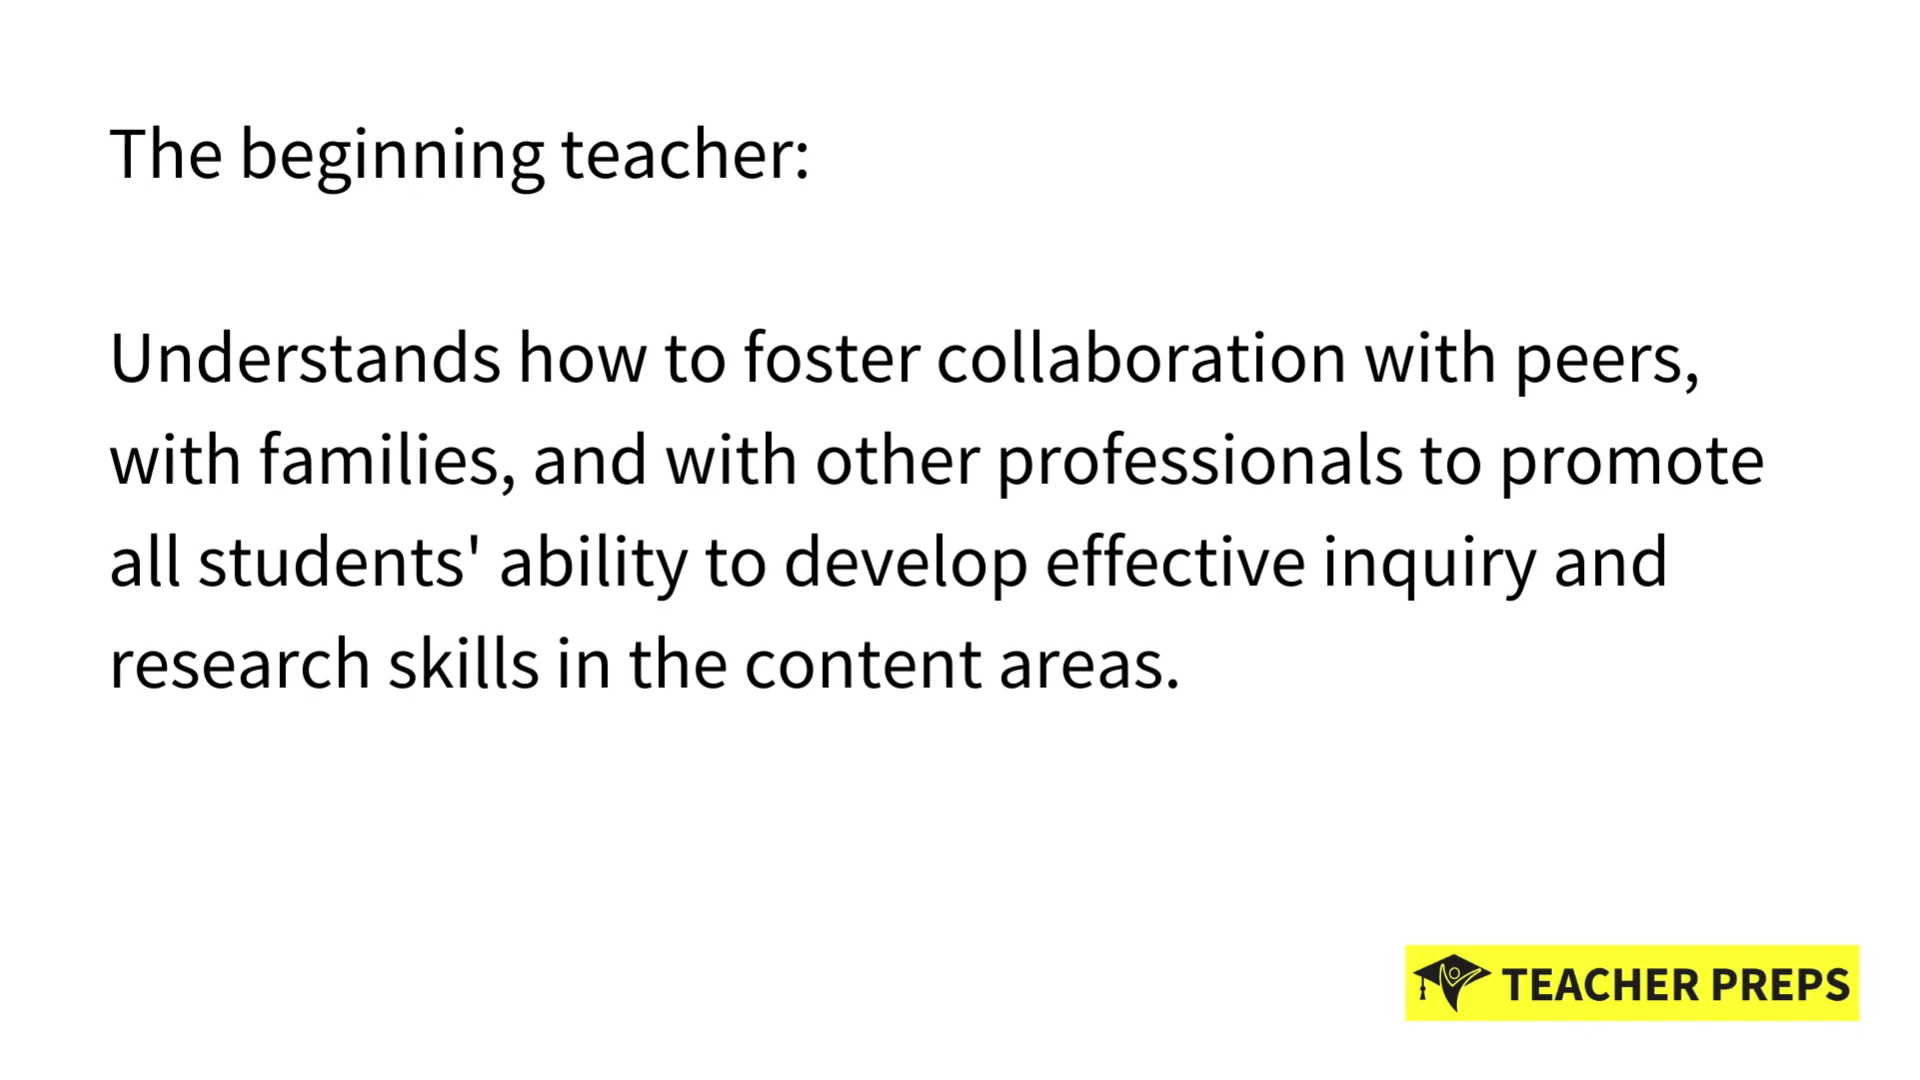 The beginning teacher:
Understands how to foster collaboration with peers,
with families, and with other professionals to promote
all students' ability to develop effective inquiry and
research skills in the content areas.
TEACHER PREPS